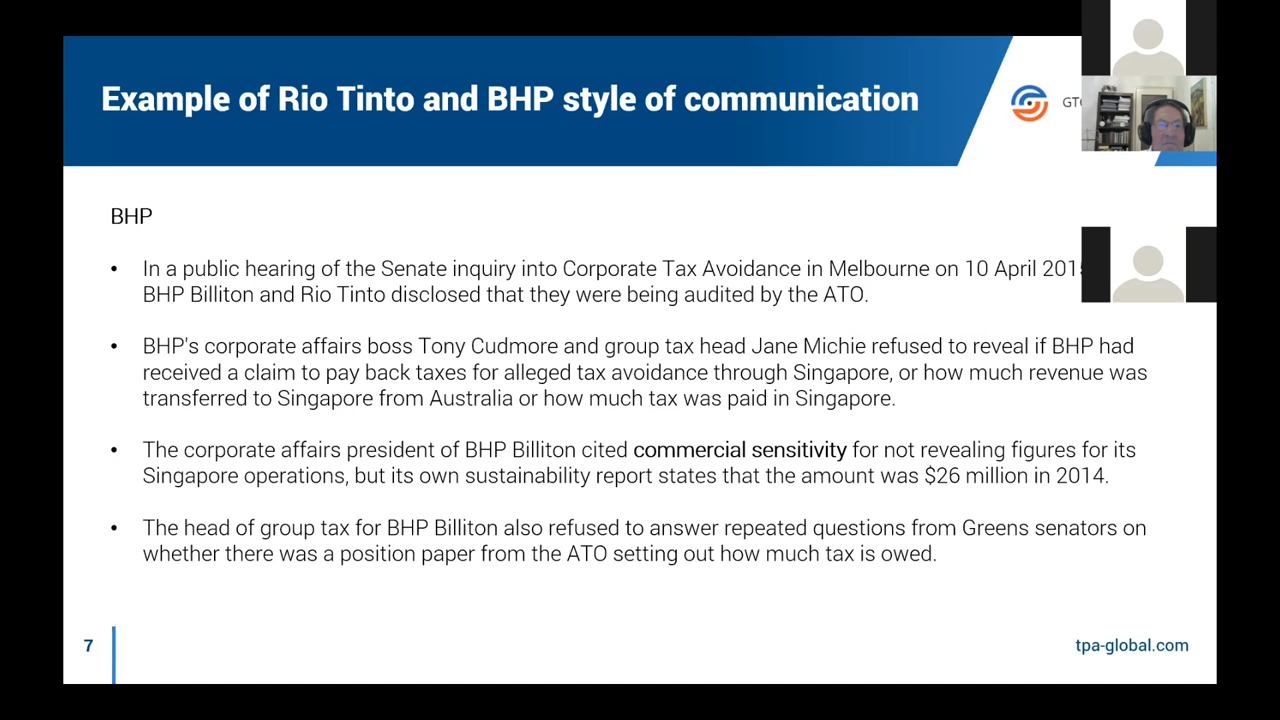 Example of Rio Tinto and BHP style of communication
BHP
• In a public hearing of the Senate inquiry into Corporate Tax Avoidance in Melbourne on 10 April
BHP Billiton and Rio Tinto disclosed that they were being audited by the ATO.
• BHP's corporate affairs boss Tony Cudmore and group tax head Jane Michie refused to reveal if BHP had
received a claim to pay back taxes for alleged tax avoidance through Singapore, or how much revenue was
transferred to Singapore from Australia or how much tax was paid in Singapore.
• The corporate affairs president of BHP Billiton cited commercial sensitivity for not revealing figures for its
Singapore operations, but its own sustainability report states that the amount was $26 million in 2014.
• The head of group tax for BHP Billiton also refused to answer repeated questions from Greens senators on
whether there was a position paper from the ATO setting out how much tax is owed.
7
tpa-global.com